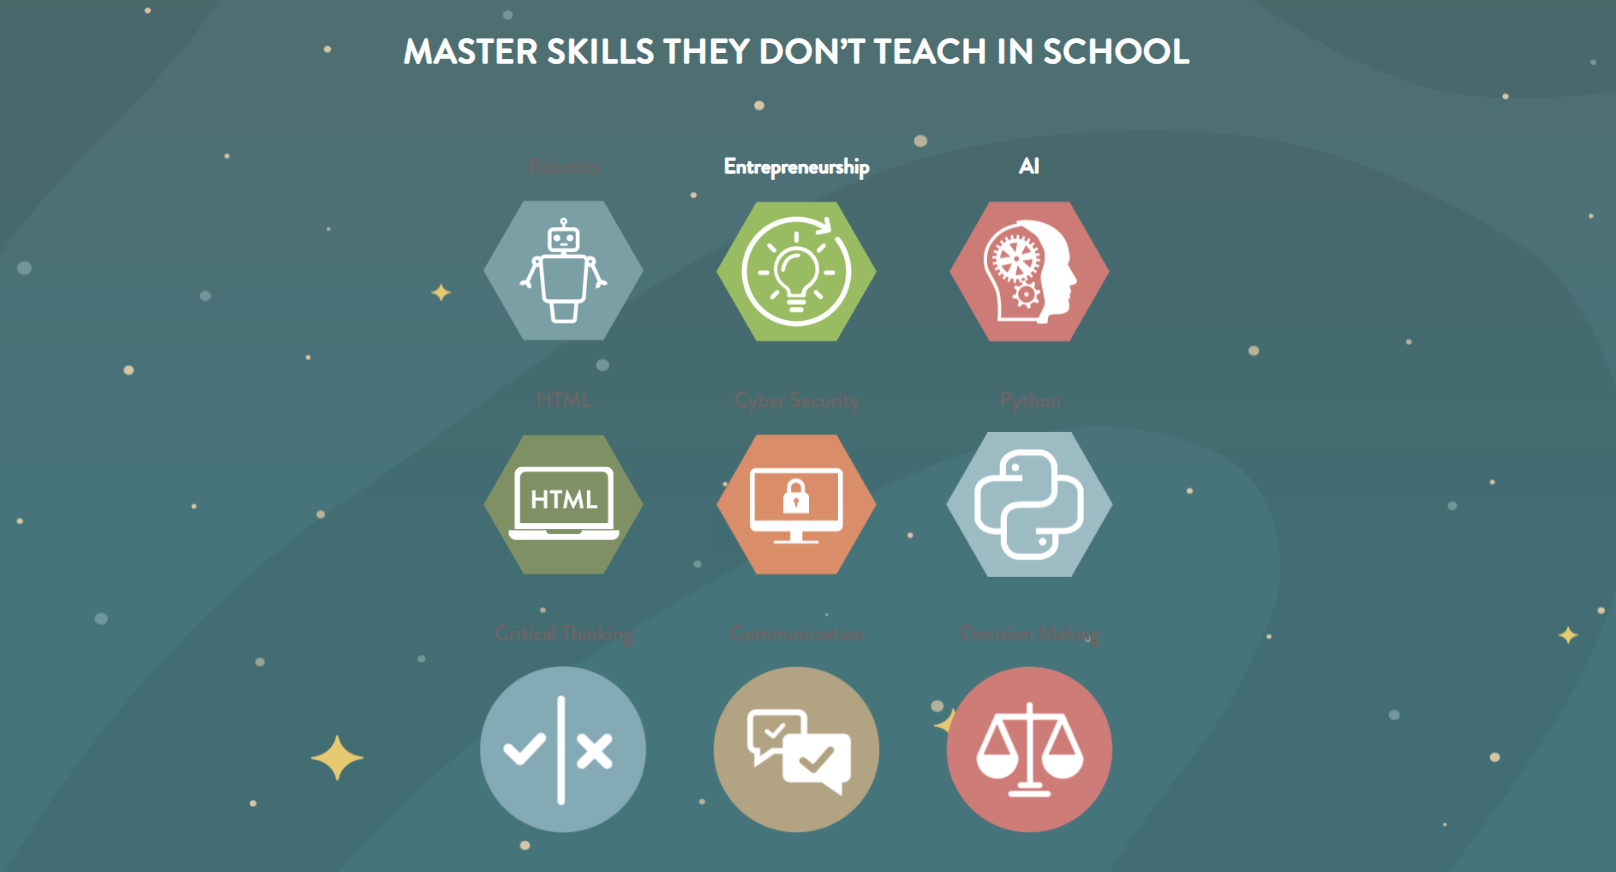 MASTER SKILLS THEY DON'T TEACH IN SCHOOL
Robotics
Entrepreneurship
AI
HTML
HTML
Cyber Security
Python
Critical Thinking
Communication
Decision Making